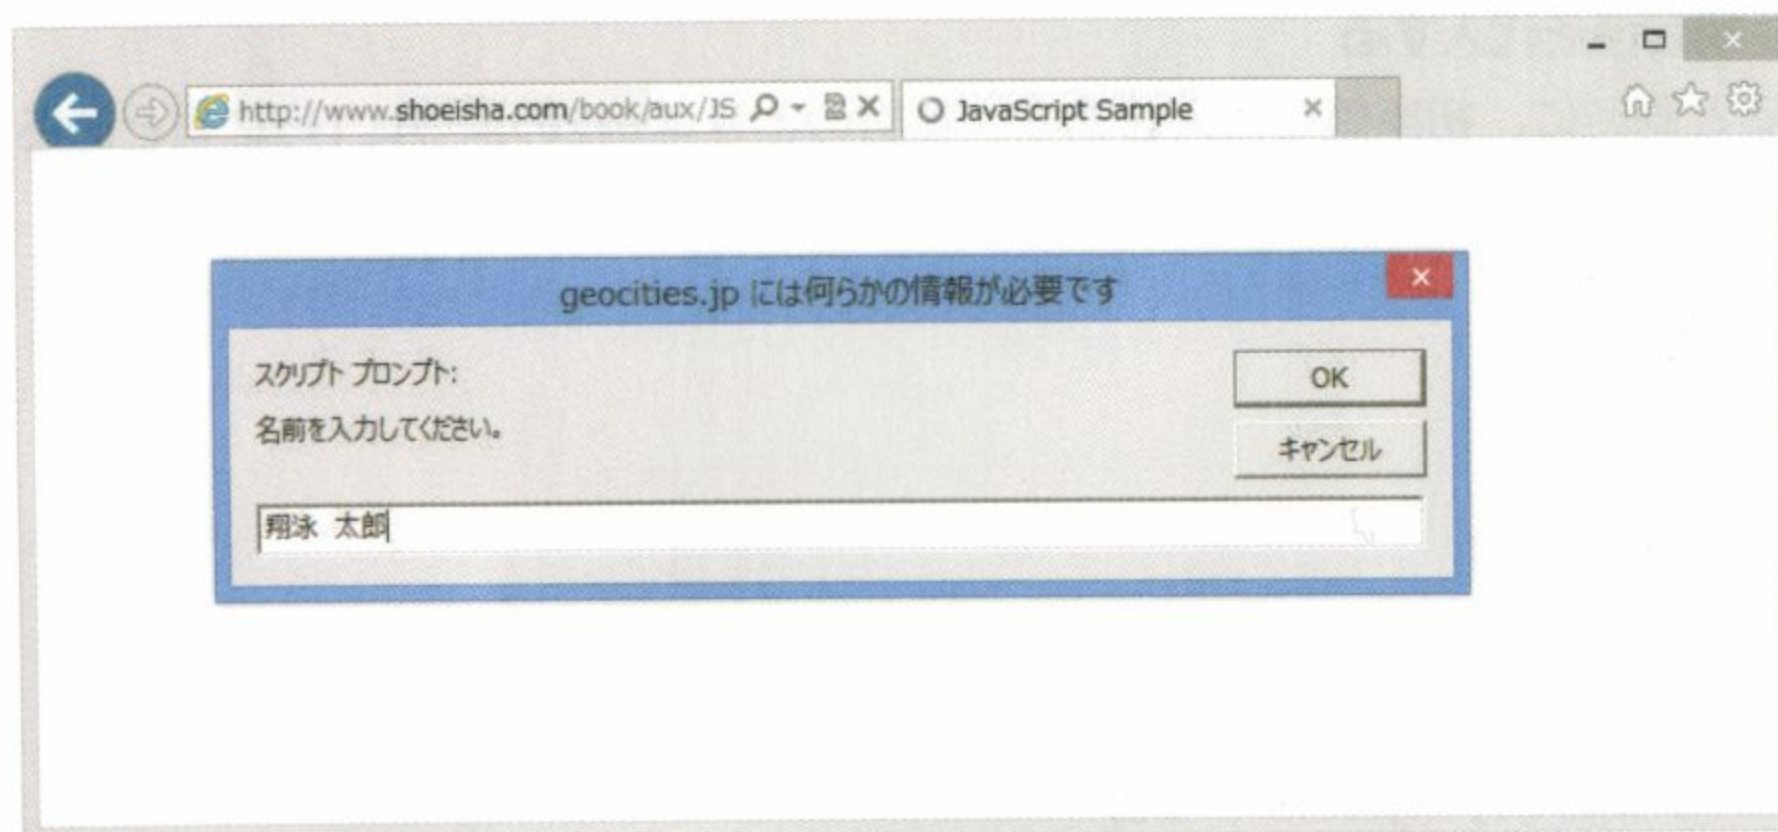 http://www.shoeisha.com/book/aux/JS
JavaScript Sample
geocities.jp には何らかの情報が必要です
スクリプト プロンプト:
OK
名前を入力してください。
キャンセル
翔泳 太郎